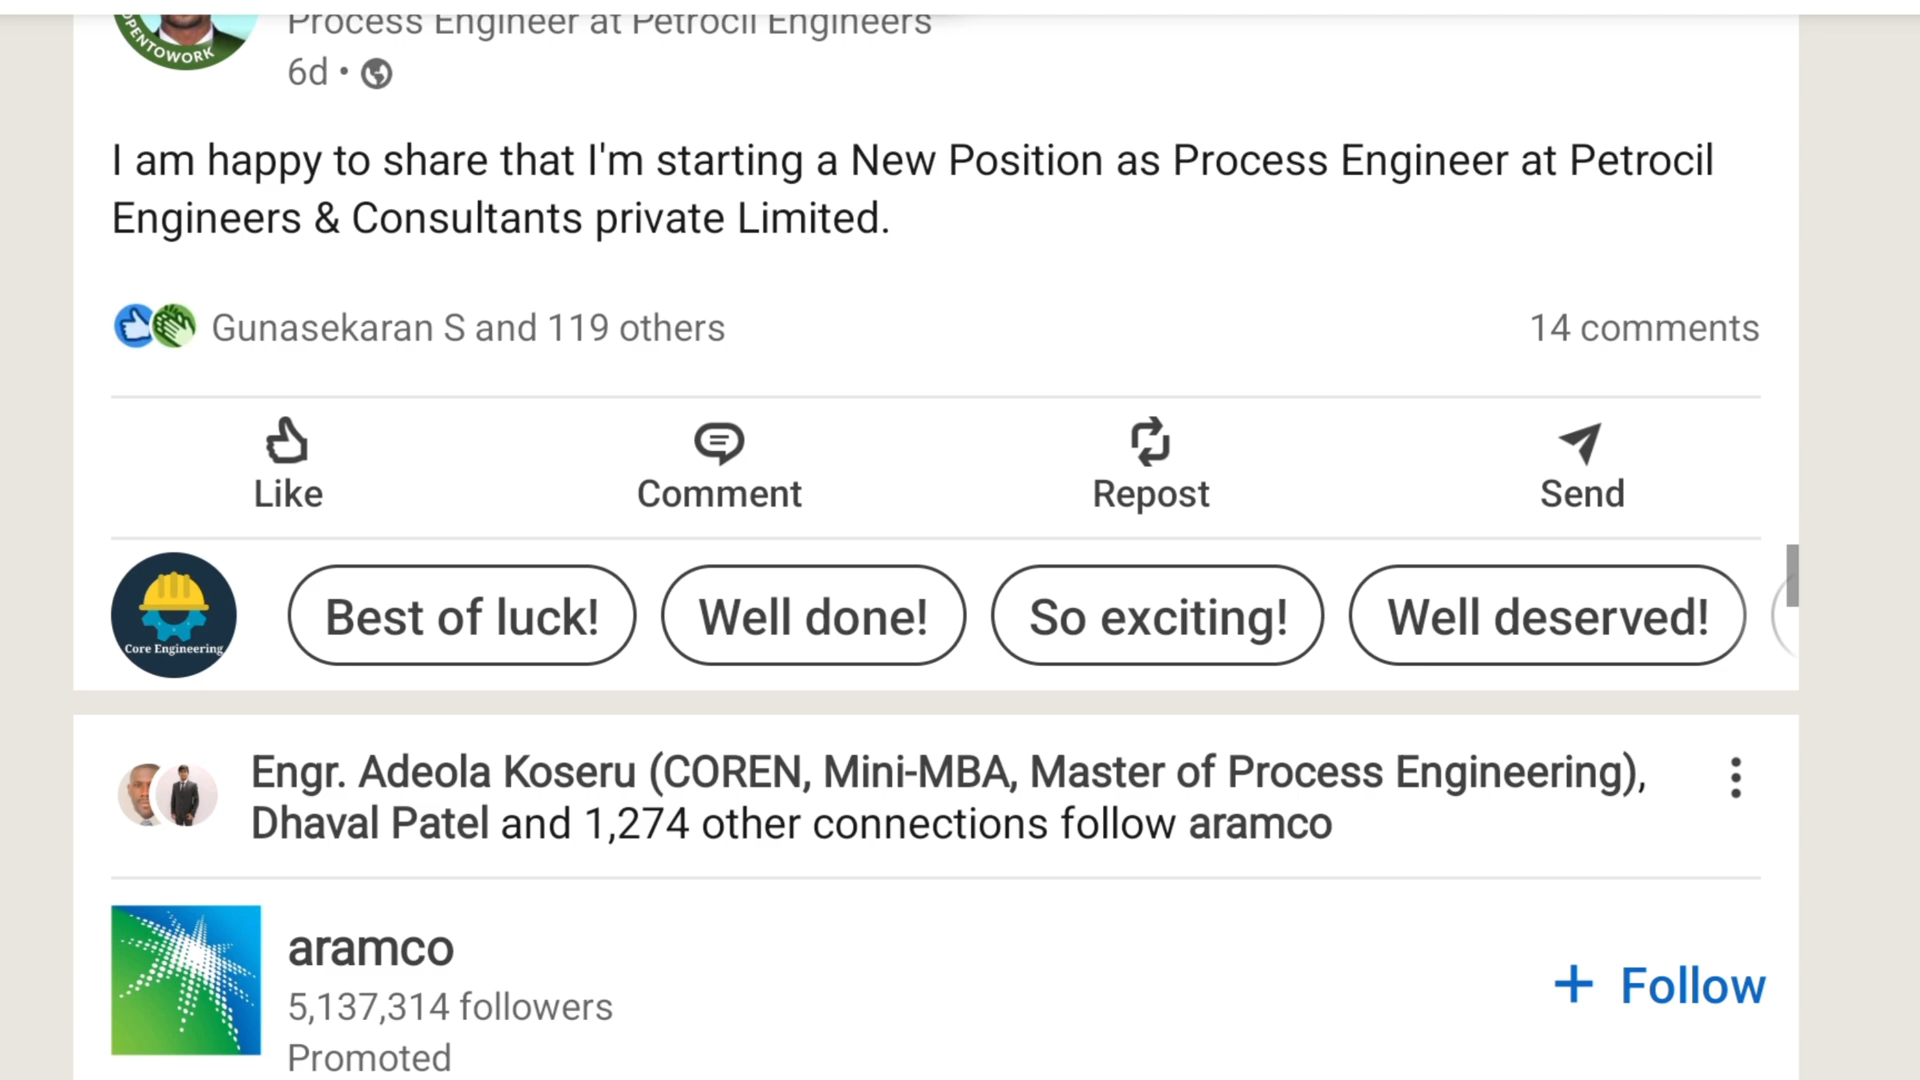 Process Engineer at Petrocil Engineers
OPENTOWORK
6d •
I am happy to share that I'm starting a New Position as Process Engineer at Petrocil
Engineers & Consultants private Limited.
Gunasekaran S and 119 others
14 comments
Like
Comment
Repost
Send
Core Engineering
Best of luck!
Well done!
So exciting!
Well deserved!
Engr. Adeola Koseru (COREN, Mini-MBA, Master of Process Engineering),
Dhaval Patel and 1,274 other connections follow aramco
aramco
5,137,314 followers
Promoted
+ Follow